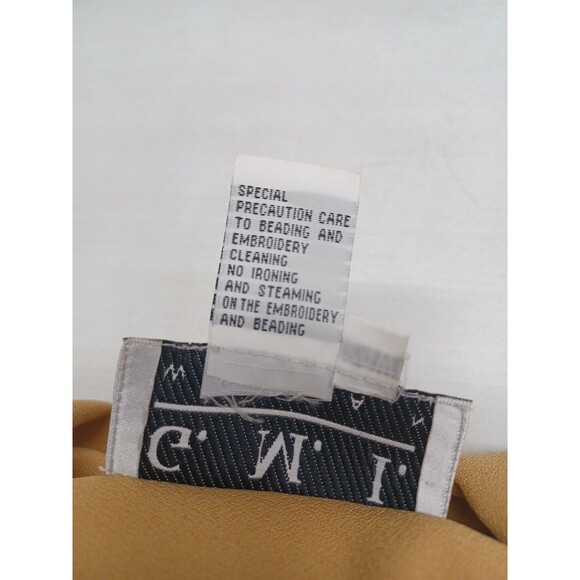 SPECIAL
PRECAUTION CARE
TO BEADING AND
EMBROIDERY
CLEANING
NO IRONING
AND STEAMING
ON THE EMBROIDERY
AND BEADING